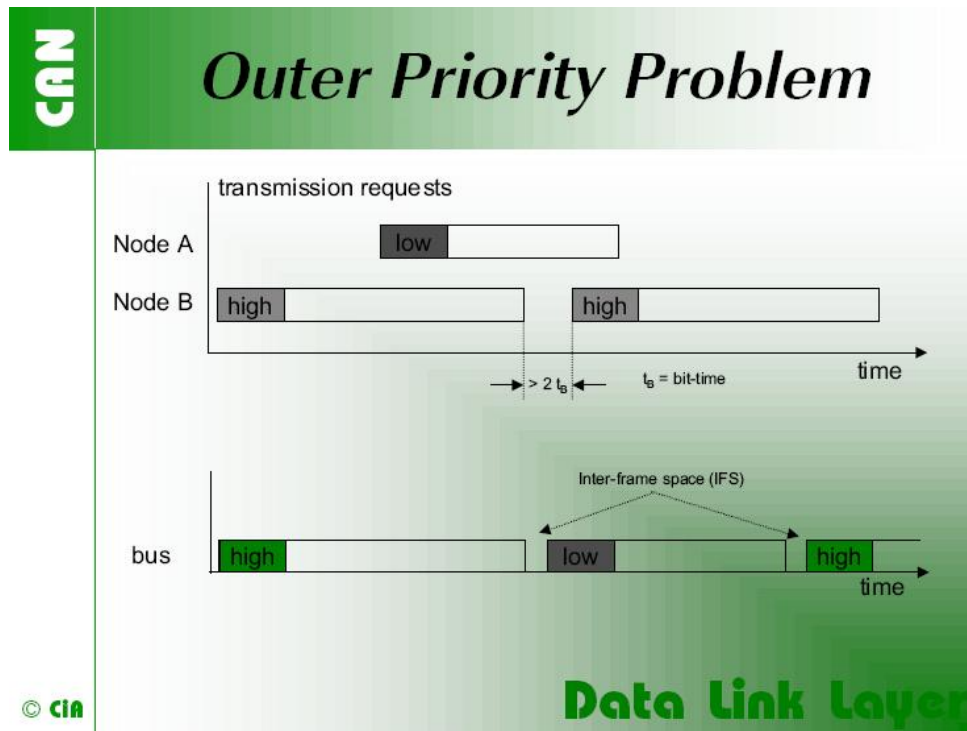 CAN
Outer Priority Problem
transmission requests
Node A
low
Node B
high
high
time
> 2 tB
tB = bit-time
Inter-frame space (IFS)
bus
high
low
high
time
© CiA
Data Link Layer